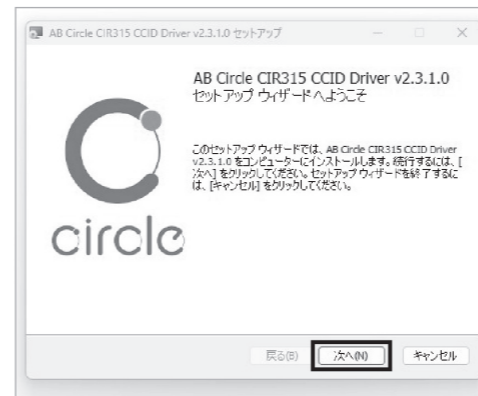 AB Circle CIR315 CCID Driver v2.3.1.0 セットアップ
AB Circle CIR315 CCID Driver v2.3.1.0
セットアップ ウィザードへようこそ
このセットアップ ウィザードでは、AB Circle CIR315 CCID Driver
v2.3.1.0 をコンピューターにインストールします。続行するには、[
次へ] をクリックしてください。セットアップ ウィザードを終了するに
は、[キャンセル] をクリックしてください。
circle
戻る(B)
次へ(N)
キャンセル